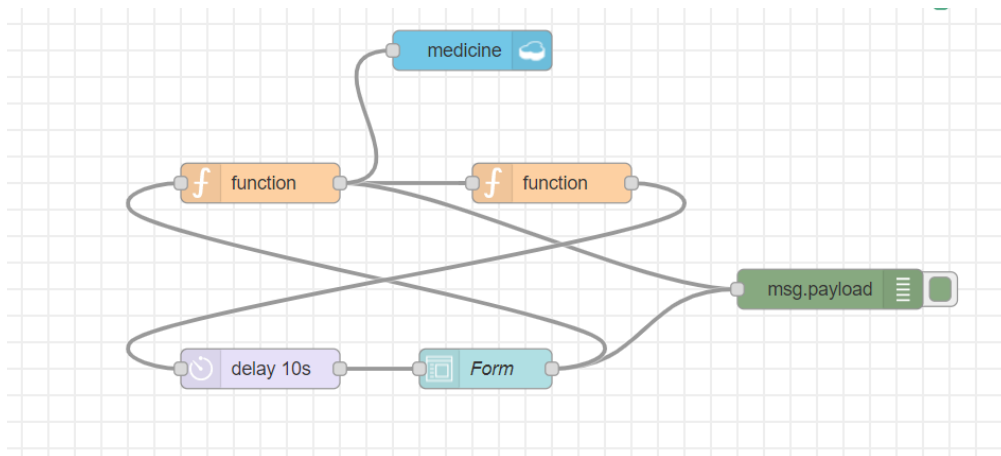 medicine
function
function
msg.payload
delay 10s
Form